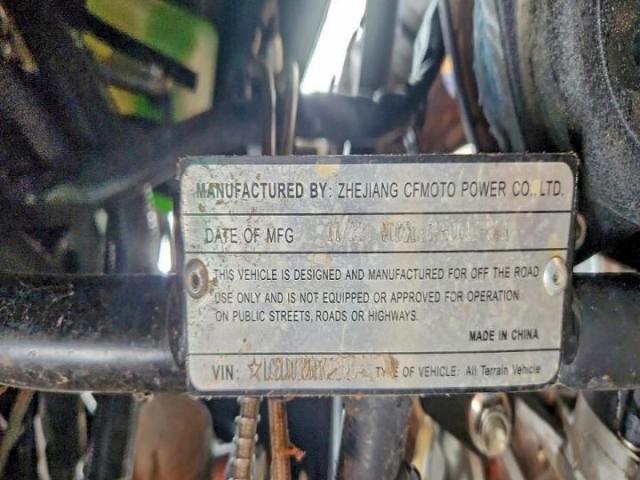 MANUFACTURED BY: ZHEJIANG CFMOTO POWER CO., LTD.
DATE OF MFG
THIS VEHICLE IS DESIGNED AND MANUFACTURED FOR OFF THE ROAD
USE ONLY AND IS NOT EQUIPPED OR APPROVED FOR OPERATION
ON PUBLIC STREETS, ROADS OR HIGHWAYS.
MADE IN CHINA
VIN: TYPE OF VEHICLE: All Terrain Vehicle